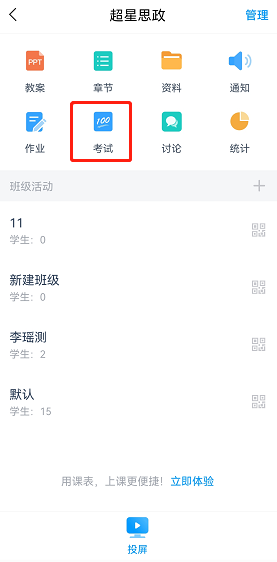 超星思政 管理
PPT
教案 章节 资料 通知
100
作业 考试 讨论 统计
班级活动
11
学生：0
新建班级
学生：0
李瑶测
学生：2
默认
学生：15
用课表，上课更便捷！立即体验
投屏